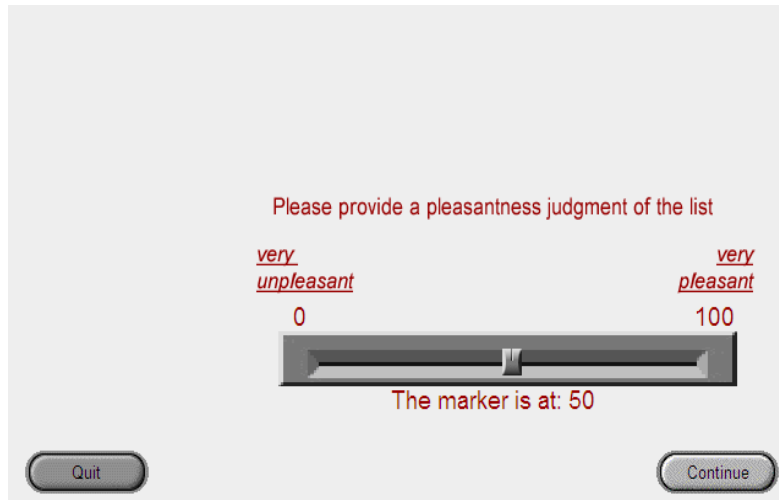 Please provide a pleasantness judgment of the list
very very
unpleasant pleasant
0 100
The marker is at: 50
Quit Continue